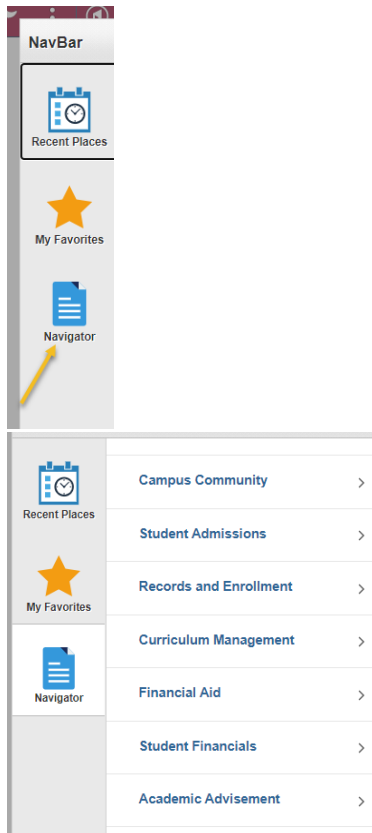 NavBar
Recent Places
My Favorites
Navigator
Recent Places
My Favorites
Navigator
Campus Community
Student Admissions
Records and Enrollment
Curriculum Management
Financial Aid
Student Financials
Academic Advisement